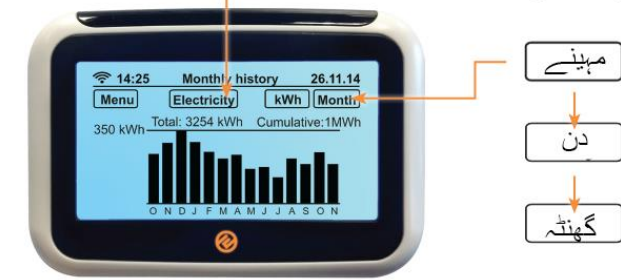 14:25 Monthly history 26.11.14
Menu Electricity kWh Month
Total: 3254 kWh Cumulative:1MWh
350 kWh
O N D J F M A M J J A S O N
مہینے
دِن
گھنٹہ